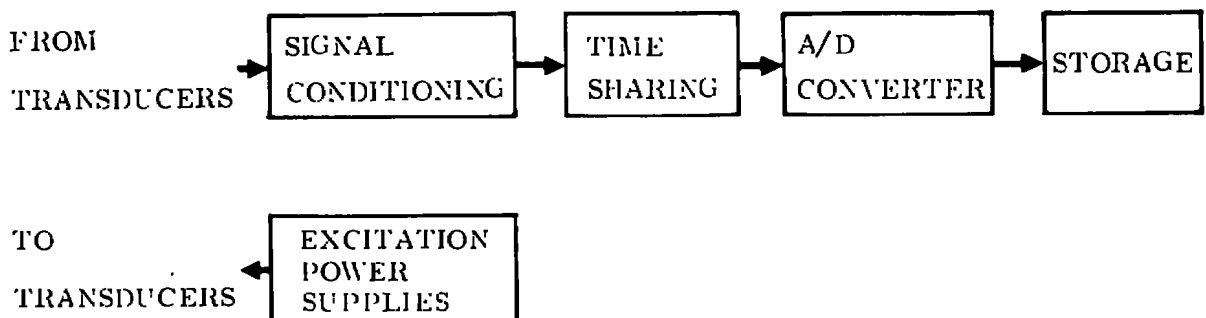 FROM
TRANSDUCERS
SIGNAL
CONDITIONING
TIME
SHARING
A/D
CONVERTER
STORAGE
TO
TRANSDUCERS
EXCITATION
POWER
SUPPLIES